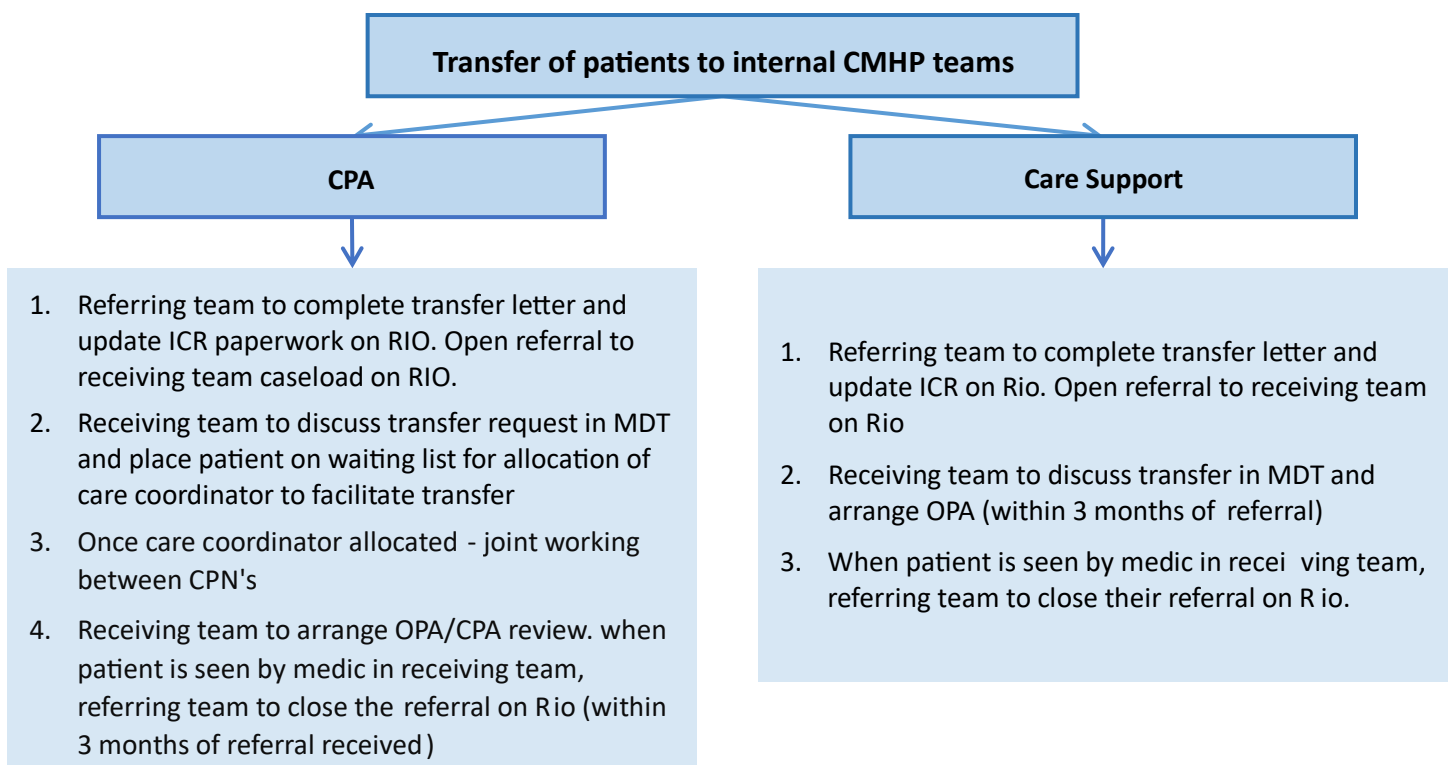 Transfer of patients to internal CMHP teams
CPA
1. Referring team to complete transfer letter and
update ICR paperwork on RIO. Open referral to
receiving team caseload on RIO.
2. Receiving team to discuss transfer request in MDT
and place patient on waiting list for allocation of
care coordinator to facilitate transfer
3. Once care coordinator allocated - joint working
between CPN's
4. Receiving team to arrange OPA/CPA review. when
patient is seen by medic in receiving team,
referring team to close the referral on Rio (within
3 months of referral received)
Care Support
1. Referring team to complete transfer letter and
update ICR on Rio. Open referral to receiving team
on Rio
2. Receiving team to discuss transfer in MDT and
arrange OPA (within 3 months of referral)
3. When patient is seen by medic in recei ving team,
referring team to close their referral on R io.